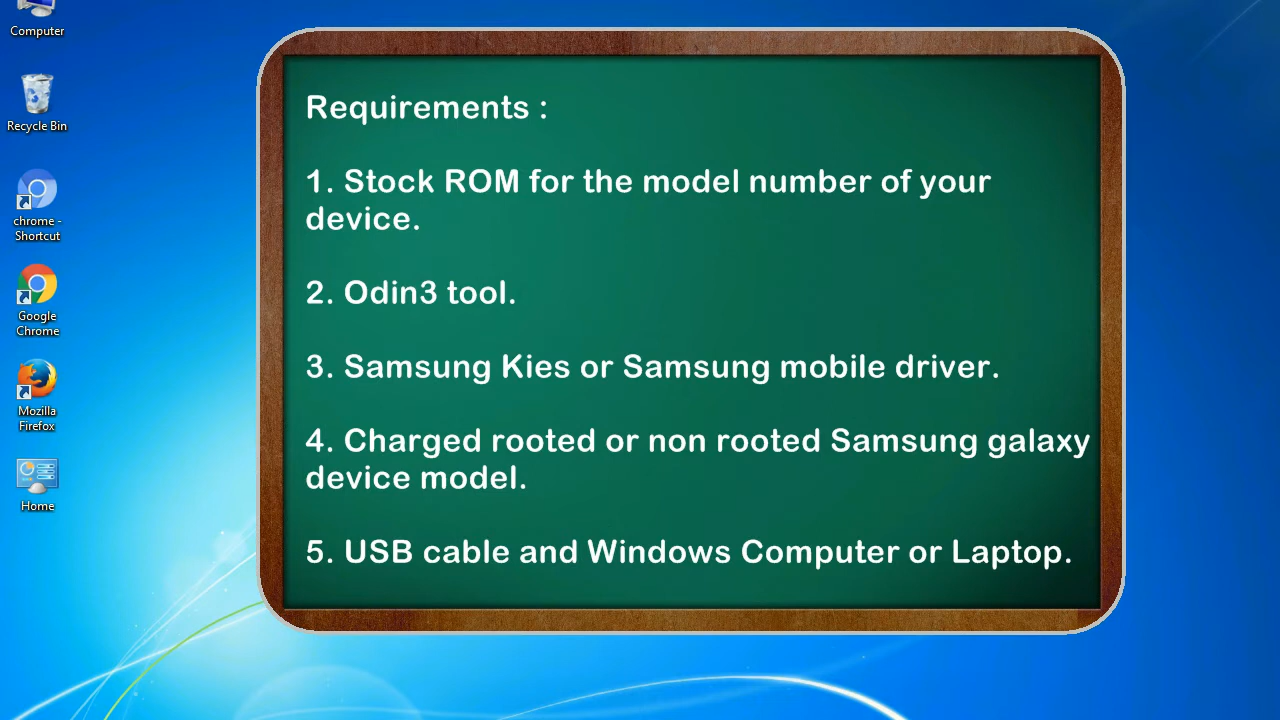 Computer
Recycle Bin
chrome -
Shortcut
Google
Chrome
Mozilla
Firefox
Home
Requirements :
1. Stock ROM for the model number of your
device.
2. Odin3 tool.
3. Samsung Kies or Samsung mobile driver.
4. Charged rooted or non rooted Samsung galaxy
device model.
5. USB cable and Windows Computer or Laptop.